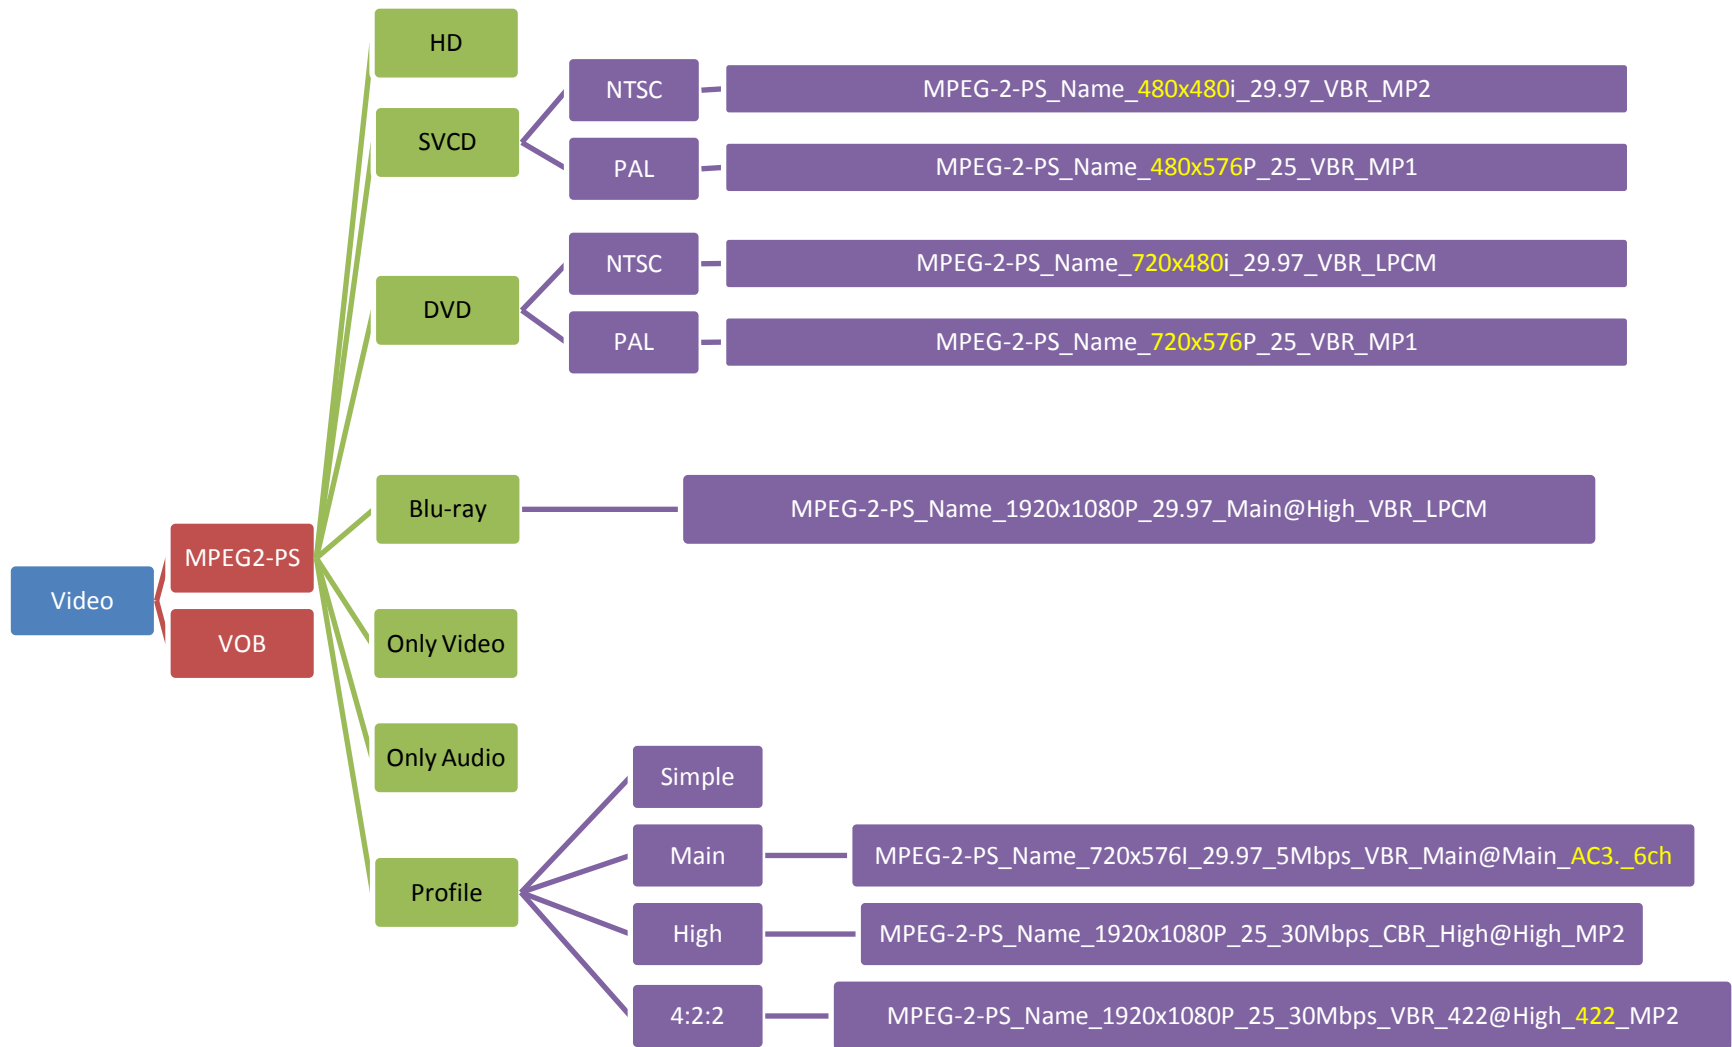 HD
NTSC
MPEG-2-PS_Name_480x480i_29.97_VBR_MP2
SVCD
PAL
MPEG-2-PS_Name_480x576P_25_VBR_MP1
NTSC
MPEG-2-PS_Name_720x480i_29.97_VBR_LPCM
DVD
PAL
MPEG-2-PS_Name_720x576P_25_VBR_MP1
Blu-ray
MPEG-2-PS_Name_1920x1080P_29.97_Main@High_VBR_LPCM
MPEG2-PS
Video
VOB
Only Video
Only Audio
Simple
Main
MPEG-2-PS_Name_720x576I_29.97_5Mbps_VBR_Main@Main_AC3._6ch
Profile
High
MPEG-2-PS_Name_1920x1080P_25_30Mbps_CBR_High@High_MP2
4:2:2
MPEG-2-PS_Name_1920x1080P_25_30Mbps_VBR_422@High_422_MP2